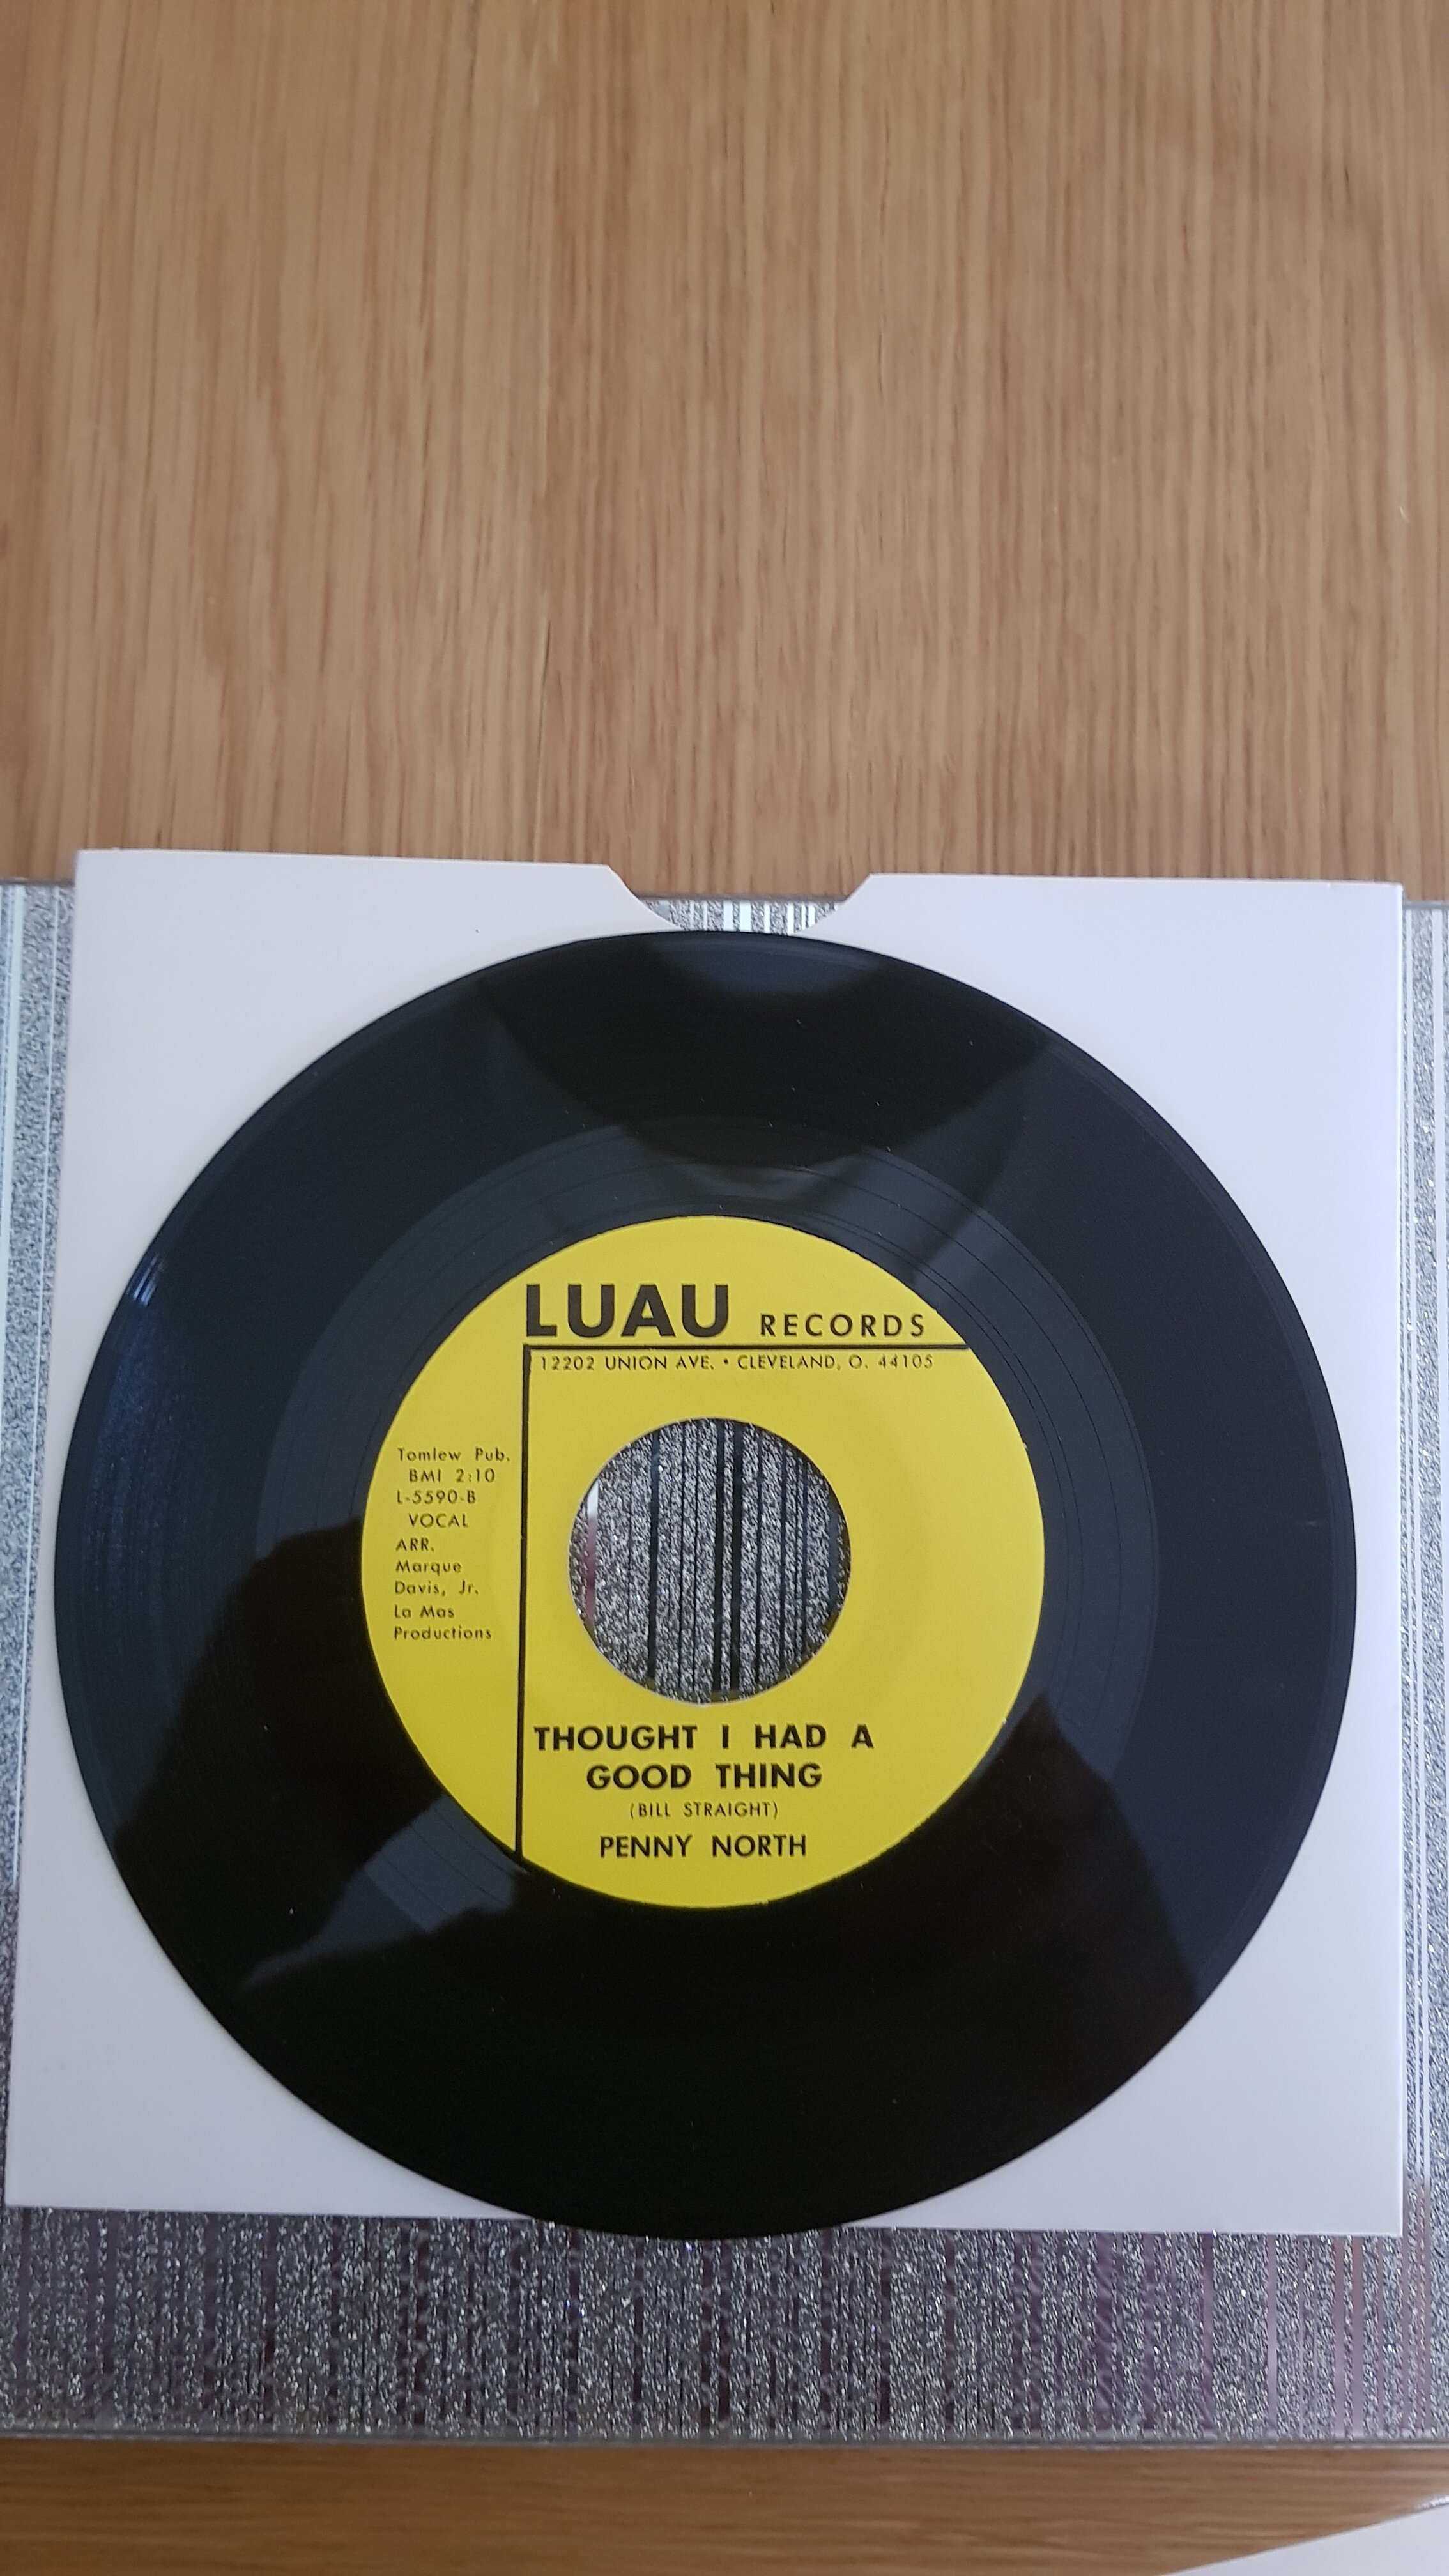 LUAU RECORDS
12202 UNION AVE. • CLEVELAND, O. 44105
Tomlew Pub.
BMI 2:10
L-5590-B
VOCAL
ARR.
Marque
Davis, Jr.
La Mas
Productions
THOUGHT I HAD A
GOOD THING
(BILL STRAIGHT)
PENNY NORTH